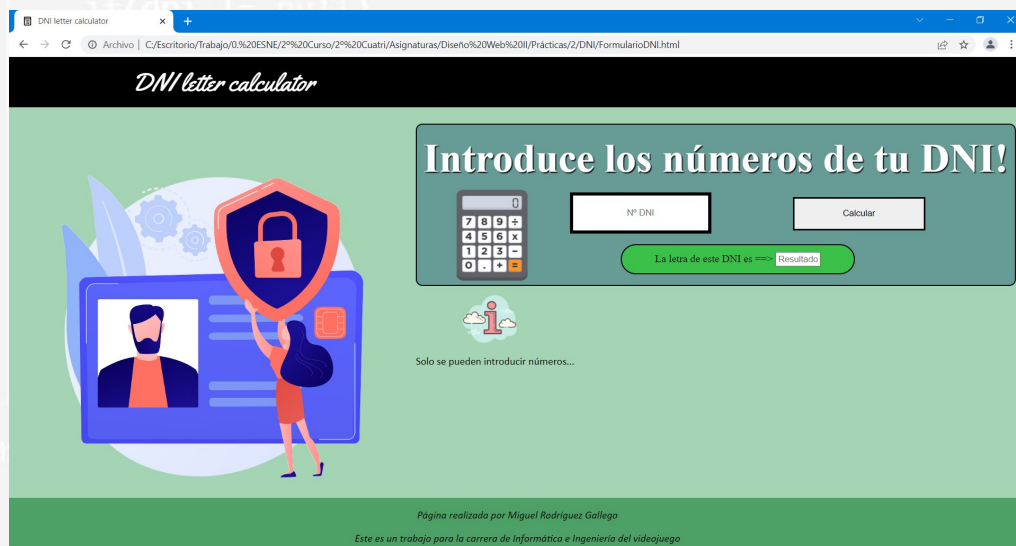 if(dni != null)
DNI letter calculator
Archivo | C:/Escritorio/Trabajo/0.%20ESNE/2º%20Curso/2º%20Cuatri/Asignaturas/Diseño%20Web%20II/Prácticas/2/DNI/FormularioDNI.html
DNI letter calculator
Introduce los números de tu DNI!
0
7 8 9 ÷
4 5 6 x
1 2 3 −
0 . + =
Nº DNI
Calcular
La letra de este DNI es ==> Resultado
i
Solo se pueden introducir números...
Página realizada por Miguel Rodríguez Gallego
Este es un trabajo para la carrera de Informática e Ingeniería del videojuego